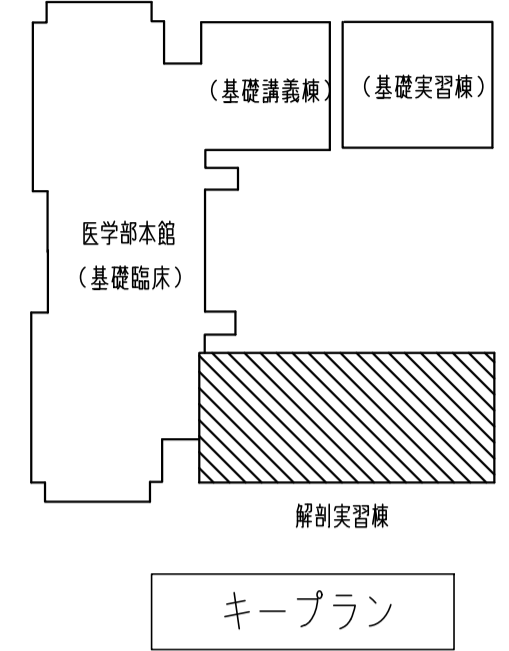 （基礎講義棟）
（基礎実習棟）
医学部本館
（基礎臨床）
解剖実習棟
キープラン